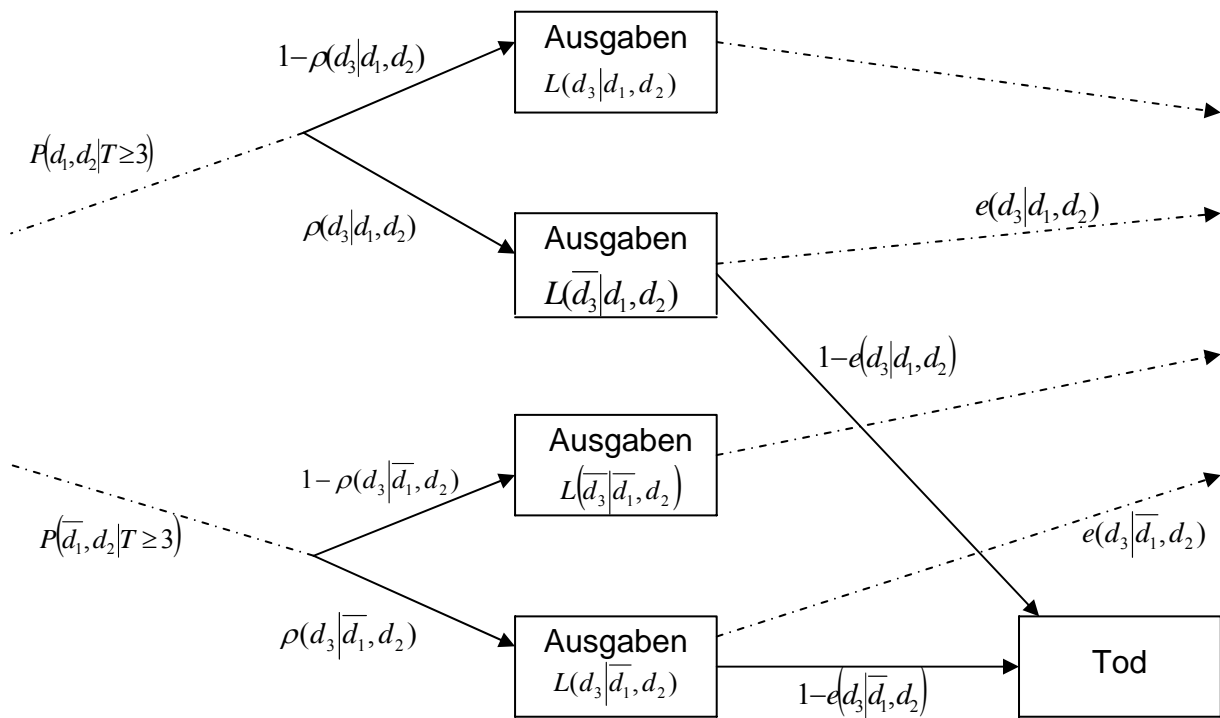 1−ρ(d₃|d₁,d₂)
Ausgaben
L(d₃|d₁,d₂)
P(d₁,d₂|T≥3)
ρ(d₃|d₁,d₂)
Ausgaben
L(d̅₃|d₁,d₂)
e(d₃|d₁,d₂)
1−e(d₃|d₁,d₂)
1−ρ(d₃|d̅₁,d₂)
Ausgaben
L(d̅₃|d̅₁,d₂)
P(d̅₁,d₂|T≥3)
e(d₃|d̅₁,d₂)
ρ(d₃|d̅₁,d₂)
Ausgaben
L(d₃|d̅₁,d₂)
1−e(d₃|d̅₁,d₂)
Tod